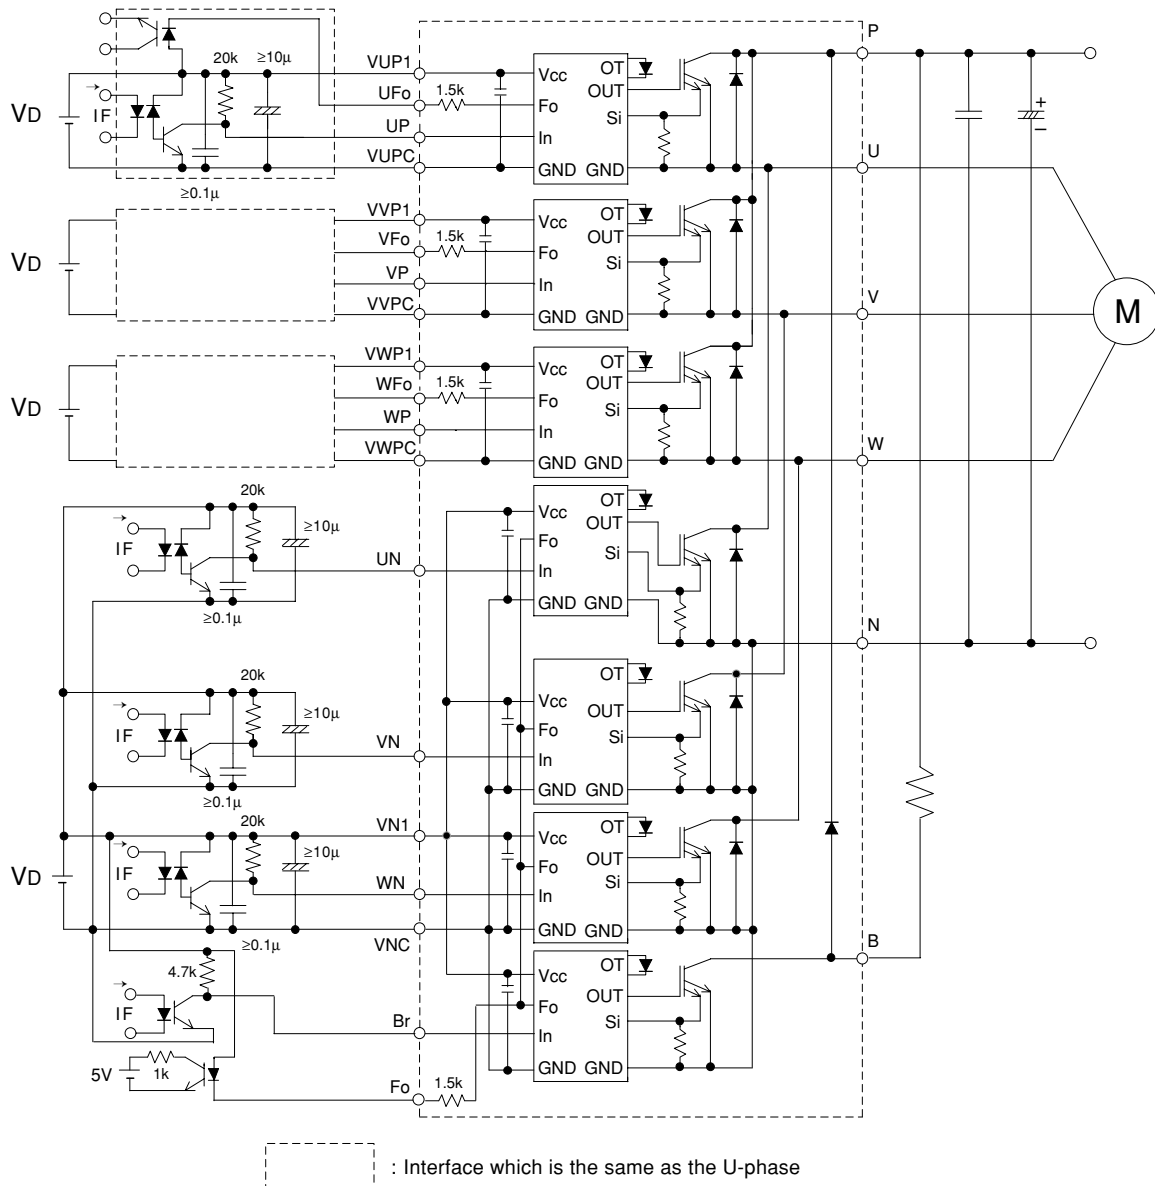 P
20k
≥10µ
VUP1
Vcc
OT
UFo
1.5k
OUT
VD
IF
Fo
Si
UP
In
+
–
VUPC
GND
GND
U
≥0.1µ
VVP1
Vcc
OT
VFo
1.5k
OUT
VD
Fo
Si
VP
In
VVPC
GND
GND
V
M
VWP1
Vcc
OT
WFo
1.5k
OUT
VD
Fo
Si
WP
In
VWPC
GND
GND
W
20k
≥10µ
IF
UN
Vcc
OT
OUT
Fo
Si
In
GND
GND
≥0.1µ
N
20k
≥10µ
IF
VN
Vcc
OT
OUT
Fo
Si
In
GND
GND
≥0.1µ
20k
≥10µ
VN1
Vcc
OT
IF
OUT
VD
Fo
Si
WN
In
VNC
GND
GND
≥0.1µ
B
4.7k
Vcc
OT
IF
OUT
Fo
Si
Br
In
5V
1k
GND
GND
Fo
1.5k
: Interface which is the same as the U-phase